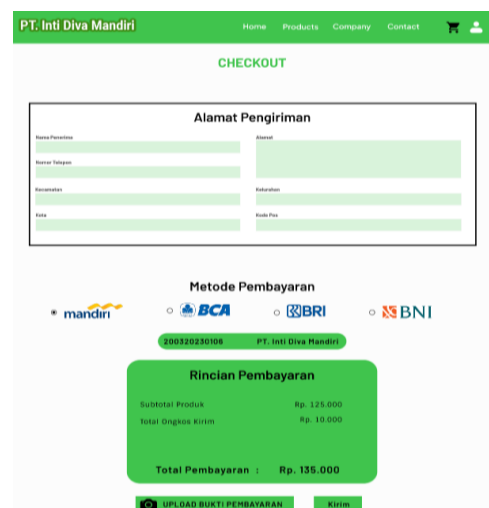 PT. Inti Diva Mandiri Home Products Company Contact
CHECKOUT
Alamat Pengiriman
Nama Penerima Alamat
Nomor Telepon
Kecamatan Kelurahan
Kota Kode Pos
Metode Pembayaran
mandiri BCA BRI BNI
200320230106 PT. Inti Diva Mandiri
Rincian Pembayaran
Subtotal Produk Rp. 125.000
Total Ongkos Kirim Rp. 10.000
Total Pembayaran : Rp. 135.000
UPLOAD BUKTI PEMBAYARAN Kirim